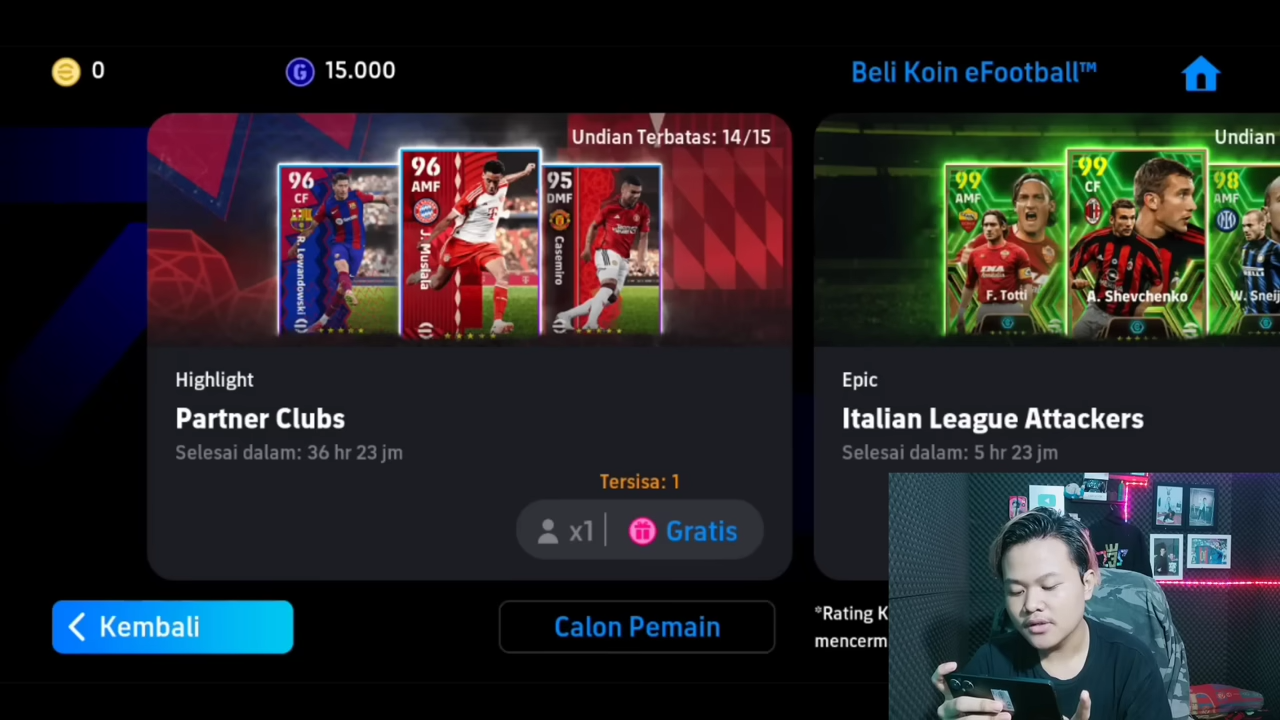 0
15.000
Beli Koin eFootball™
Undian Terbatas: 14/15
96
CF
R. Lewandowski
96
AMF
J. Musiala
95
DMF
Casemiro
Highlight
Partner Clubs
Selesai dalam: 36 hr 23 jm
Tersisa: 1
x1
Gratis
Undian
99
AMF
F. Totti
99
CF
A. Shevchenko
98
AMF
W. Sneij
Epic
Italian League Attackers
Selesai dalam: 5 hr 23 jm
Kembali
Calon Pemain
*Rating K
mencerm